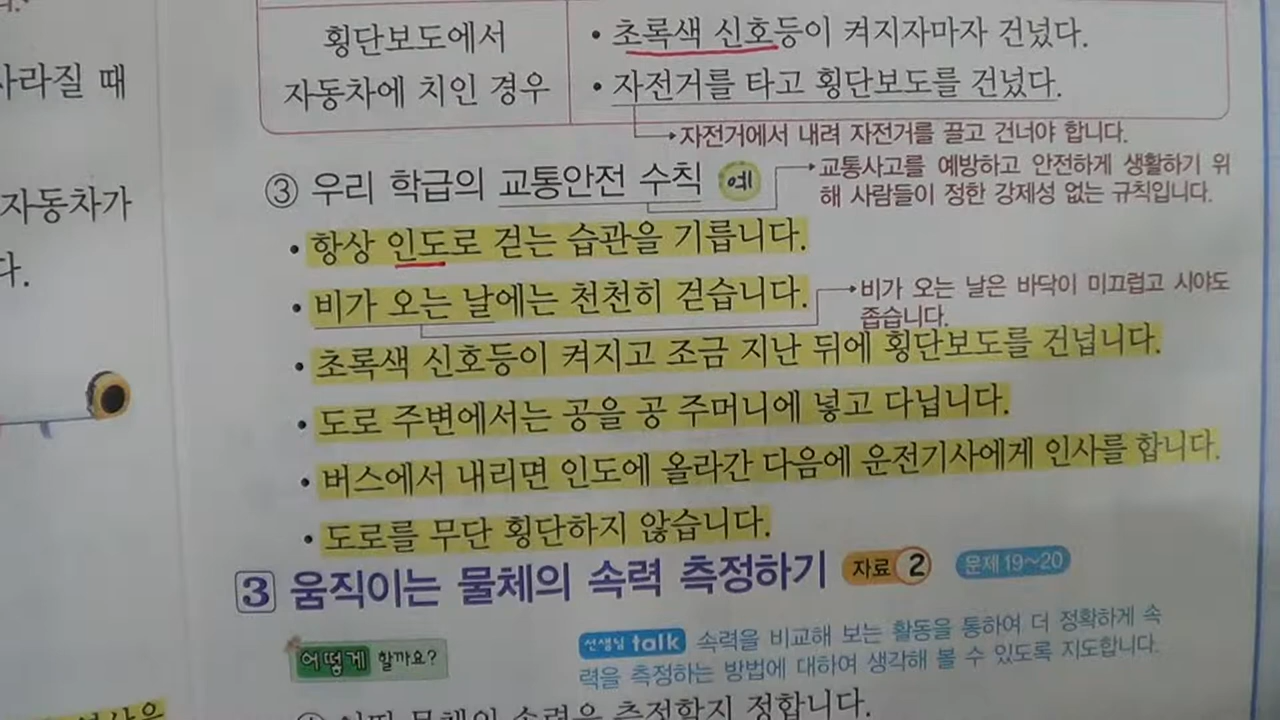 사라질 때
자동차가
다.
횡단보도에서
자동차에 치인 경우
• 초록색 신호등이 켜지자마자 건넜다.
• 자전거를 타고 횡단보도를 건넜다.
→자전거에서 내려 자전거를 끌고 건너야 합니다.
③ 우리 학급의 교통안전 수칙 예
→교통사고를 예방하고 안전하게 생활하기 위
해 사람들이 정한 강제성 없는 규칙입니다.
• 항상 인도로 걷는 습관을 기릅니다.
• 비가 오는 날에는 천천히 걷습니다.
→비가 오는 날은 바닥이 미끄럽고 시야도
좁습니다.
• 초록색 신호등이 켜지고 조금 지난 뒤에 횡단보도를 건넙니다.
• 도로 주변에서는 공을 공 주머니에 넣고 다닙니다.
• 버스에서 내리면 인도에 올라간 다음에 운전기사에게 인사를 합니다.
• 도로를 무단 횡단하지 않습니다.
3 움직이는 물체의 속력 측정하기 자료 2 문제 19~20
어떻게 할까요?
선생님 talk 속력을 비교해 보는 활동을 통하여 더 정확하게 속
력을 측정하는 방법에 대하여 생각해 볼 수 있도록 지도합니다.
① 어떤 물체의 속력을 측정할지 정합니다.